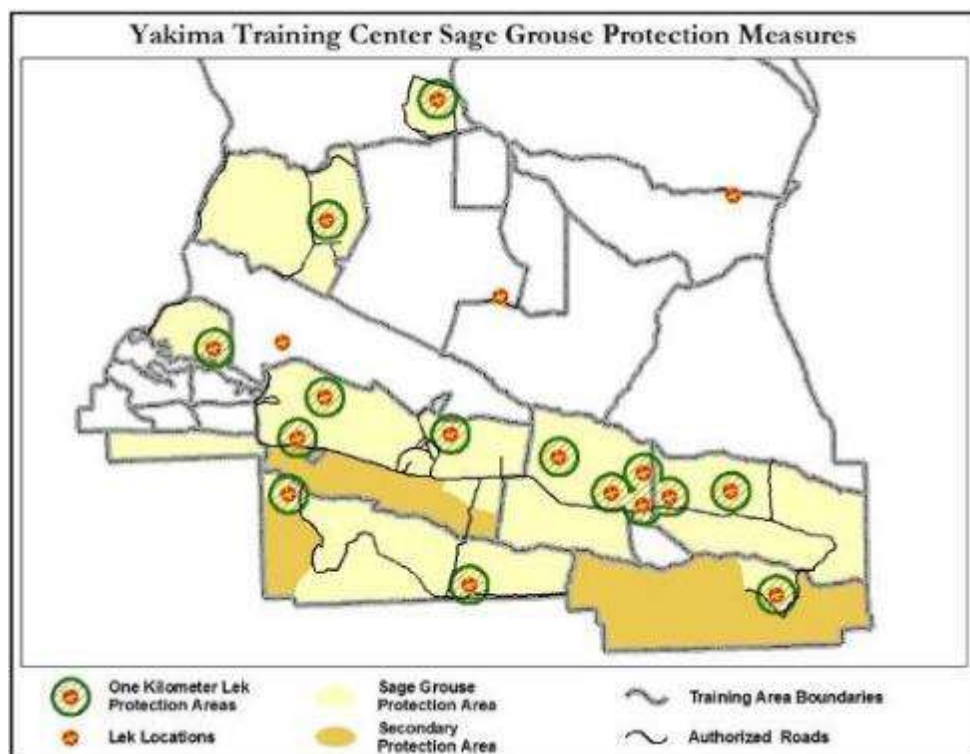 Yakima Training Center Sage Grouse Protection Measures
One Kilometer Lek
Protection Areas
Lek Locations
Sage Grouse
Protection Area
Secondary
Protection Area
Training Area Boundaries
Authorized Roads